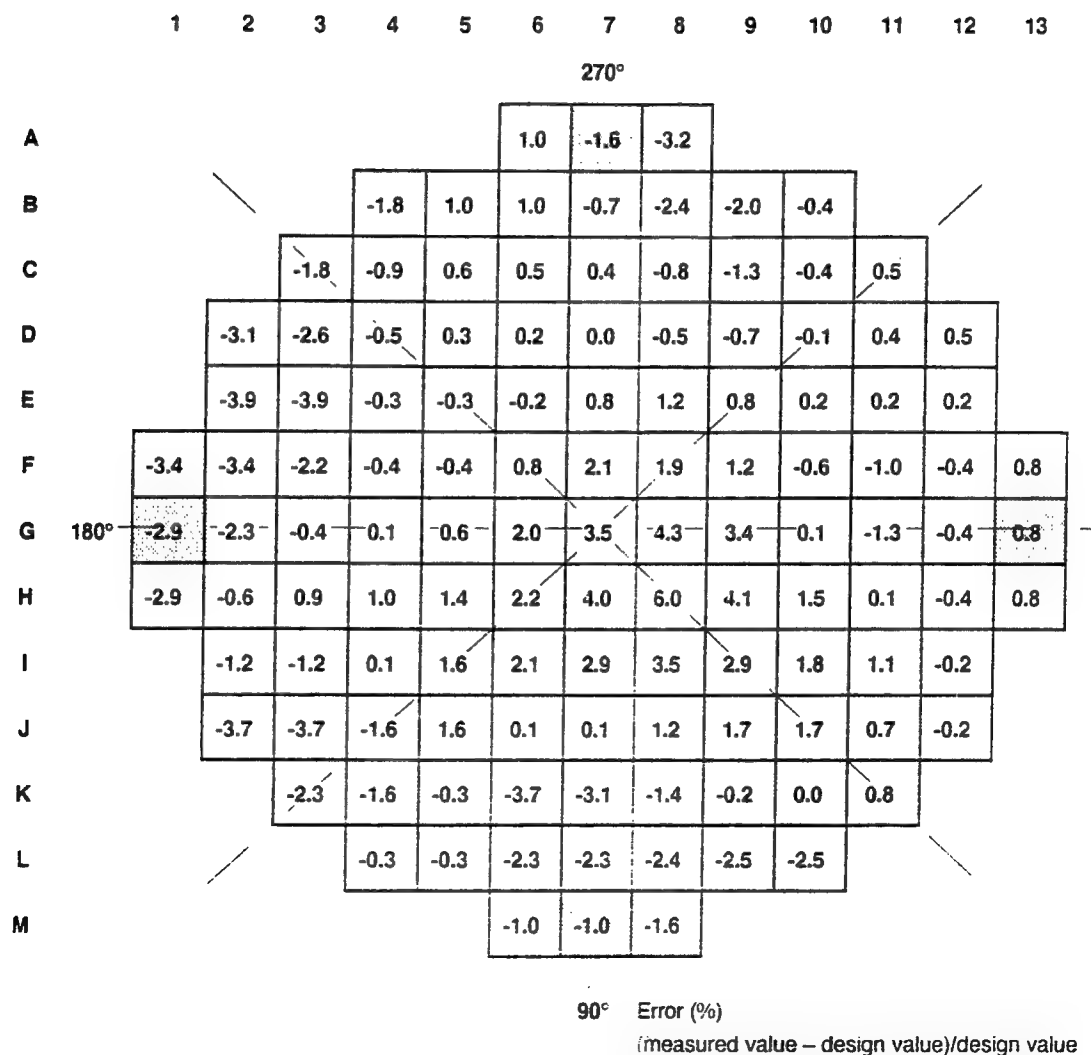 1 2 3 4 5 6 7 8 9 10 11 12 13
270°
A 1.0 -1.6 -3.2
B -1.8 1.0 1.0 -0.7 -2.4 -2.0 -0.4
C -1.8 -0.9 0.6 0.5 0.4 -0.8 -1.3 -0.4 0.5
D -3.1 -2.6 -0.5 0.3 0.2 0.0 -0.5 -0.7 -0.1 0.4 0.5
E -3.9 -3.9 -0.3 -0.3 -0.2 0.8 1.2 0.8 0.2 0.2 0.2
F -3.4 -3.4 -2.2 -0.4 -0.4 0.8 2.1 1.9 1.2 -0.6 -1.0 -0.4 0.8
180° G -2.9 -2.3 -0.4 0.1 0.6 2.0 3.5 4.3 3.4 0.1 -1.3 -0.4 0.8
H -2.9 -0.6 0.9 1.0 1.4 2.2 4.0 6.0 4.1 1.5 0.1 -0.4 0.8
I -1.2 -1.2 0.1 1.6 2.1 2.9 3.5 2.9 1.8 1.1 -0.2
J -3.7 -3.7 -1.6 1.6 0.1 0.1 1.2 1.7 1.7 0.7 -0.2
K -2.3 -1.6 -0.3 -3.7 -3.1 -1.4 -0.2 0.0 0.8
L -0.3 -0.3 -2.3 -2.3 -2.4 -2.5 -2.5
M -1.0 -1.0 -1.6
90° Error (%)
(measured value – design value)/design value